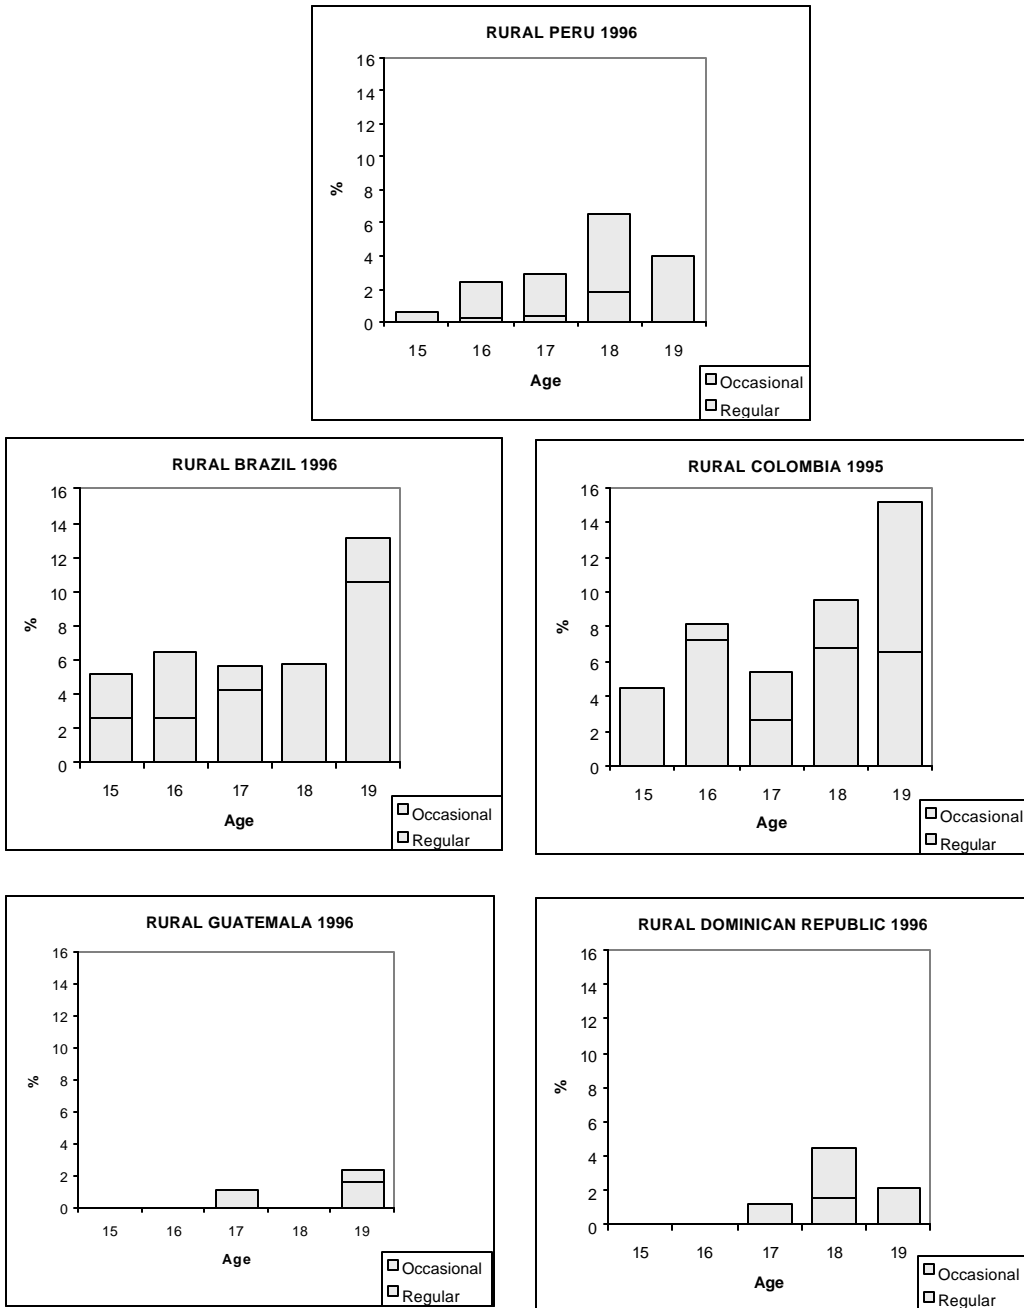 RURAL PERU 1996
16
14
12
10
8
6
4
2
0
%
15 16 17 18 19
Age
Occasional
Regular
RURAL BRAZIL 1996
16
14
12
10
8
6
4
2
0
%
15 16 17 18 19
Age
Occasional
Regular
RURAL COLOMBIA 1995
16
14
12
10
8
6
4
2
0
%
15 16 17 18 19
Age
Occasional
Regular
RURAL GUATEMALA 1996
16
14
12
10
8
6
4
2
0
%
15 16 17 18 19
Age
Occasional
Regular
RURAL DOMINICAN REPUBLIC 1996
16
14
12
10
8
6
4
2
0
%
15 16 17 18 19
Age
Occasional
Regular